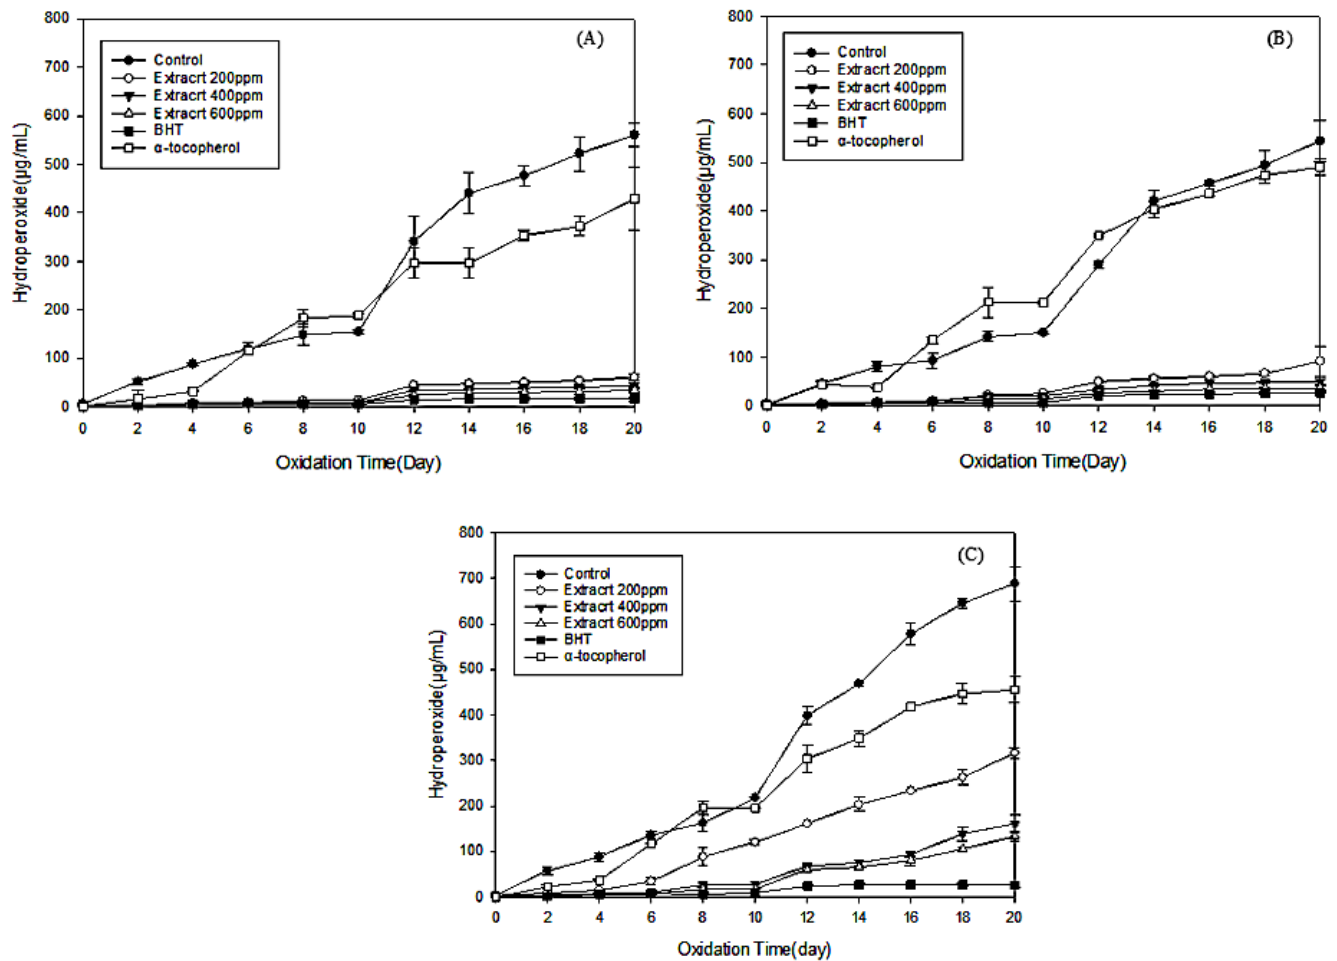 (A)
Control
Extracrt 200ppm
Extracrt 400ppm
Extracrt 600ppm
BHT
α-tocopherol
Hydroperoxide(µg/mL)
800
700
600
500
400
300
200
100
0
0 2 4 6 8 10 12 14 16 18 20
Oxidation Time(Day)
(B)
Control
Extracrt 200ppm
Extracrt 400ppm
Extracrt 600ppm
BHT
α-tocopherol
Hydroperoxide(µg/mL)
800
700
600
500
400
300
200
100
0
0 2 4 6 8 10 12 14 16 18 20
Oxidation Time(Day)
(C)
Control
Extracrt 200ppm
Extracrt 400ppm
Extracrt 600ppm
BHT
α-tocopherol
Hydroperoxide(µg/mL)
800
700
600
500
400
300
200
100
0
0 2 4 6 8 10 12 14 16 18 20
Oxidation Time(day)